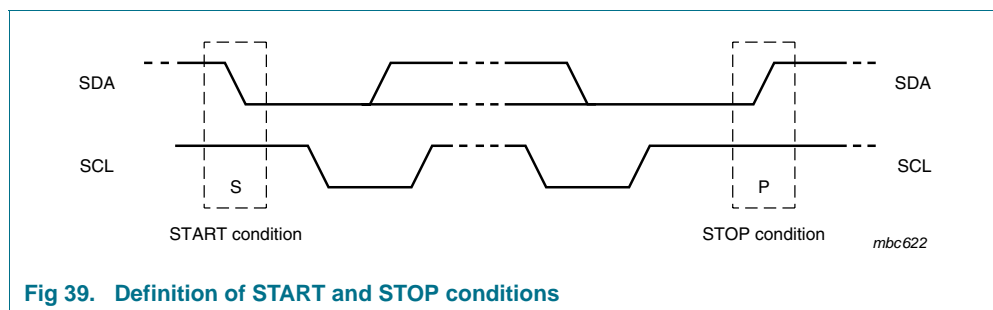 SDA
SDA
SCL
SCL
S
P
START condition
STOP condition
mbc622
Fig 39. Definition of START and STOP conditions